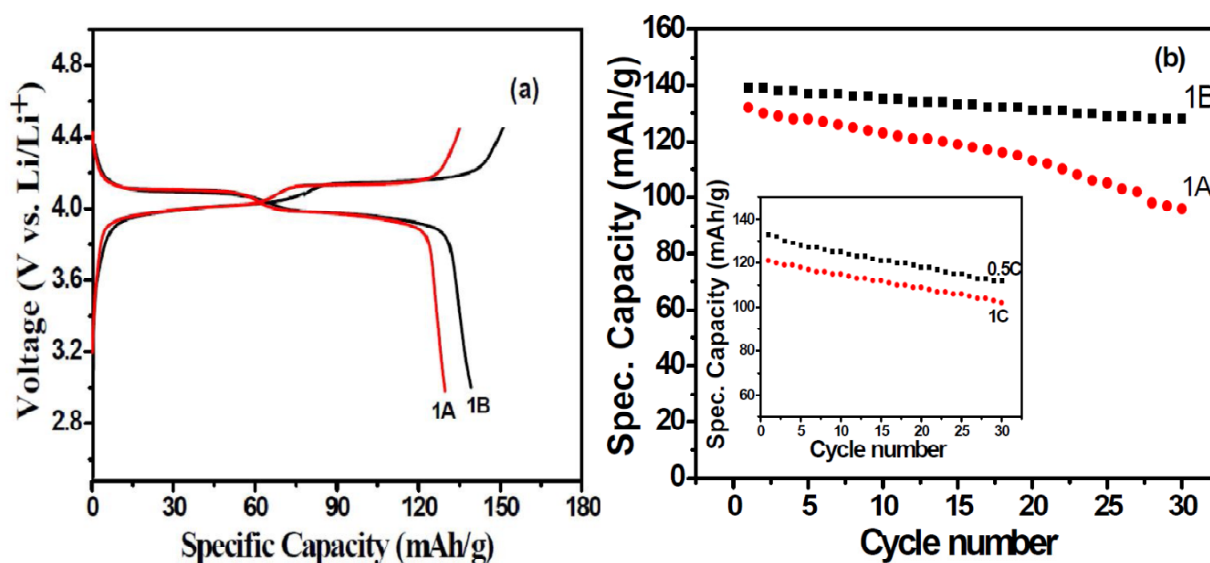 (a)
Voltage (V vs. Li/Li+)
4.8
4.4
4.0
3.6
3.2
2.8
0 30 60 90 120 150 180
Specific Capacity (mAh/g)
1A 1B
(b)
Spec. Capacity (mAh/g)
160
140
120
100
80
60
40
20
0
0 5 10 15 20 25 30
Cycle number
1B
1A
Spec. Capacity (mAh/g)
140
120
100
80
60
0 5 10 15 20 25 30
Cycle number
0.5C
1C